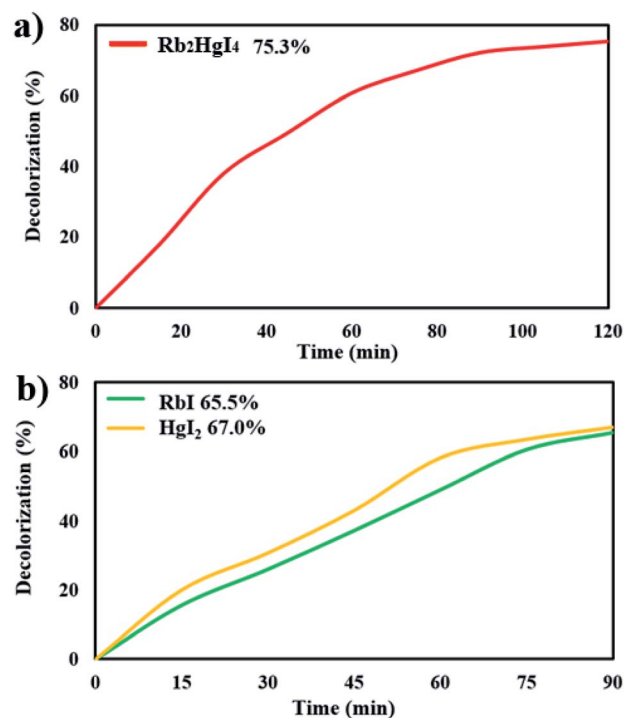 a)
Rb₂HgI₄ 75.3%
Decolorization (%)
80
60
40
20
0
0 20 40 60 80 100 120
Time (min)
b)
RbI 65.5%
HgI₂ 67.0%
Decolorization (%)
80
60
40
20
0
0 15 30 45 60 75 90
Time (min)